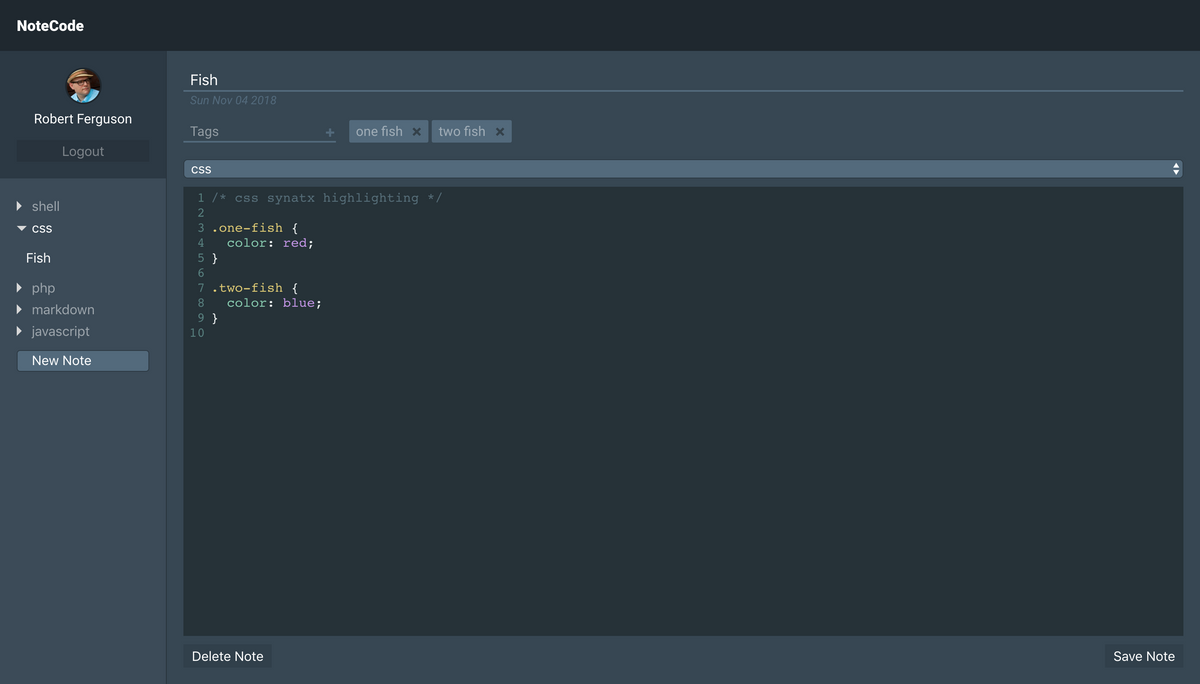 NoteCode
Robert Ferguson
Logout
shell
css
Fish
php
markdown
javascript
New Note
Fish
Sun Nov 04 2018
Tags + one fish × two fish ×
css
1 /* css synatx highlighting */
2
3 .one-fish {
4   color: red;
5 }
6
7 .two-fish {
8   color: blue;
9 }
10
Delete Note
Save Note